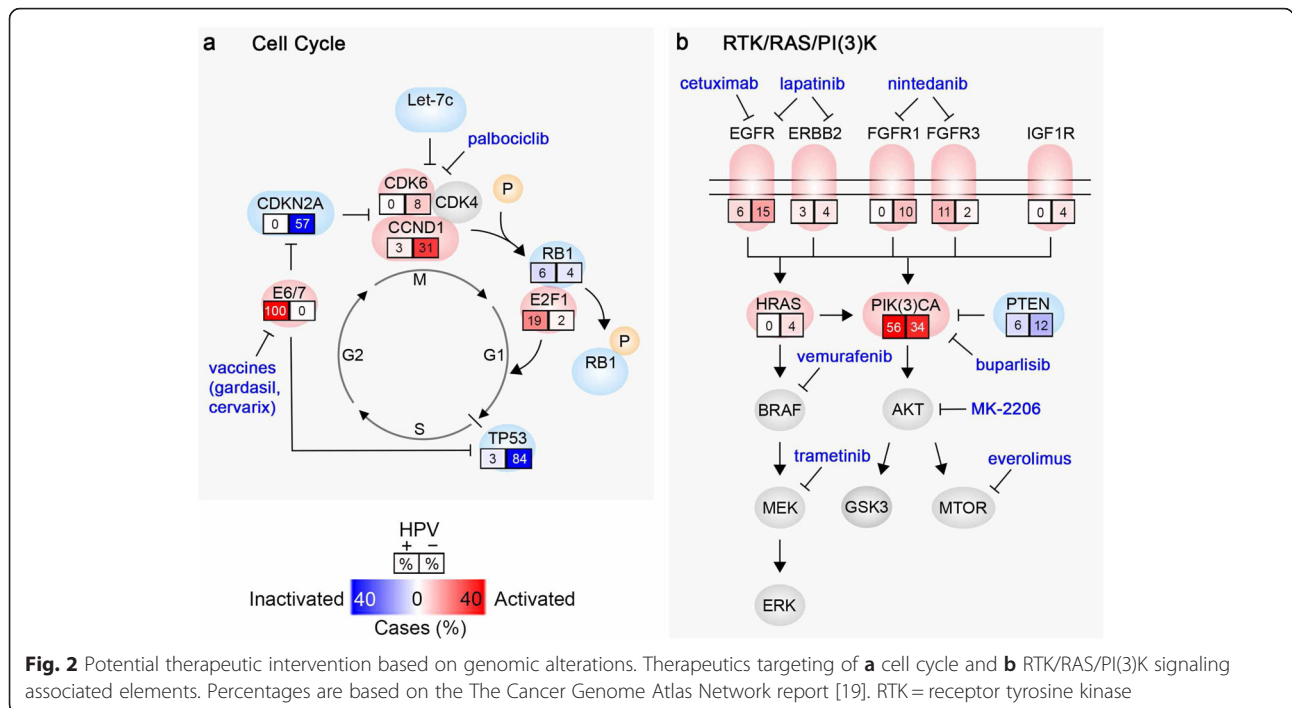 a Cell Cycle
Let-7c
palbociclib
CDK6
0 8
CDK4
P
CDKN2A
0 57
CCND1
3 31
RB1
6 4
M
E6/7
100 0
E2F1
19 2
P
RB1
G2
G1
vaccines
(gardasil,
cervarix)
S
TP53
3 84
HPV
+ −
% %
Inactivated 40 0 40 Activated
Cases (%)
b RTK/RAS/PI(3)K
cetuximab lapatinib nintedanib
EGFR ERBB2 FGFR1 FGFR3 IGF1R
6 15 3 4 0 10 11 2 0 4
HRAS PIK(3)CA PTEN
0 4 56 34 6 12
vemurafenib
buparlisib
BRAF AKT MK-2206
trametinib everolimus
MEK GSK3 MTOR
ERK
Fig. 2 Potential therapeutic intervention based on genomic alterations. Therapeutics targeting of a cell cycle and b RTK/RAS/PI(3)K signaling
associated elements. Percentages are based on the The Cancer Genome Atlas Network report [19]. RTK = receptor tyrosine kinase